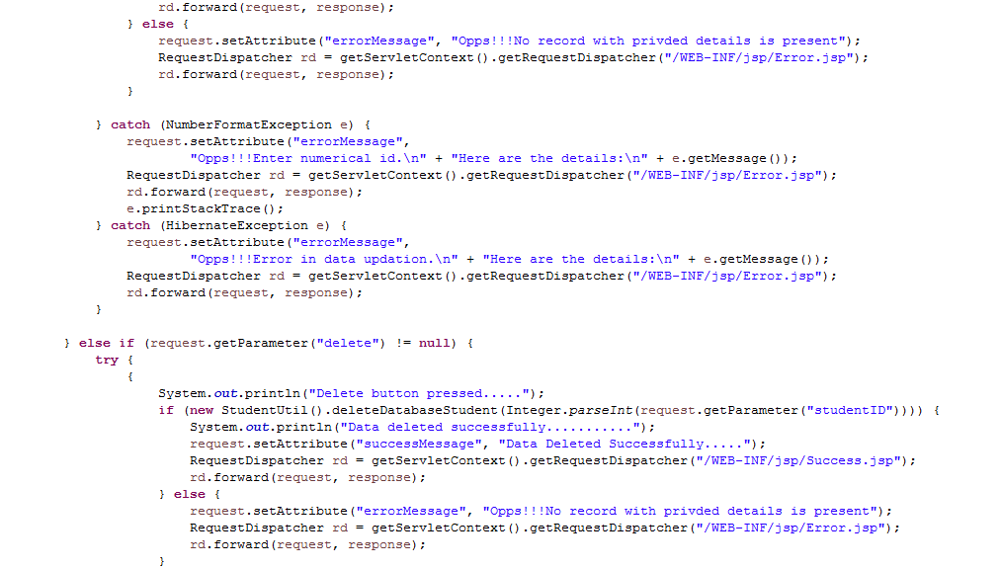 rd.forward(request, response);
} else {
request.setAttribute("errorMessage", "Opps!!!No record with privded details is present");
RequestDispatcher rd = getServletContext().getRequestDispatcher("/WEB-INF/jsp/Error.jsp");
rd.forward(request, response);
}
} catch (NumberFormatException e) {
request.setAttribute("errorMessage",
"Opps!!!Enter numerical id.\n" + "Here are the details:\n" + e.getMessage());
RequestDispatcher rd = getServletContext().getRequestDispatcher("/WEB-INF/jsp/Error.jsp");
rd.forward(request, response);
e.printStackTrace();
} catch (HibernateException e) {
request.setAttribute("errorMessage",
"Opps!!!Error in data updation.\n" + "Here are the details:\n" + e.getMessage());
RequestDispatcher rd = getServletContext().getRequestDispatcher("/WEB-INF/jsp/Error.jsp");
rd.forward(request, response);
}
} else if (request.getParameter("delete") != null) {
try {
{
System.out.println("Delete button pressed.....");
if (new StudentUtil().deleteDatabaseStudent(Integer.parseInt(request.getParameter("studentID")))) {
System.out.println("Data deleted successfully...........");
request.setAttribute("successMessage", "Data Deleted Successfully.....");
RequestDispatcher rd = getServletContext().getRequestDispatcher("/WEB-INF/jsp/Success.jsp");
rd.forward(request, response);
} else {
request.setAttribute("errorMessage", "Opps!!!No record with privded details is present");
RequestDispatcher rd = getServletContext().getRequestDispatcher("/WEB-INF/jsp/Error.jsp");
rd.forward(request, response);
}